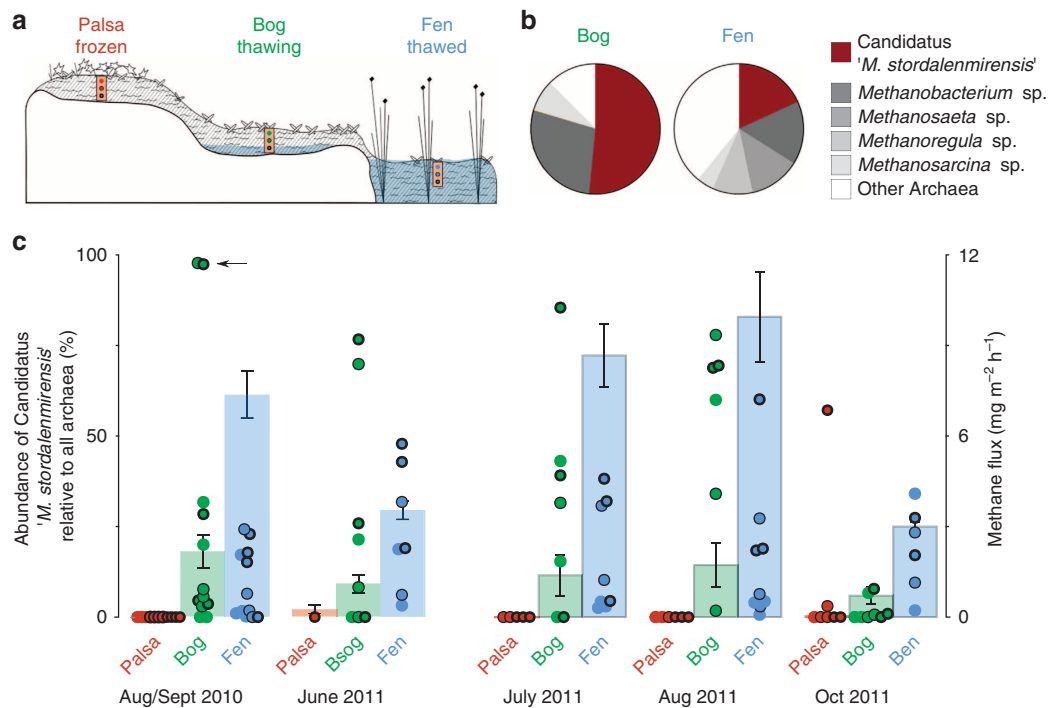 a
Palsa
frozen
Bog
thawing
Fen
thawed
b
Bog
Fen
Candidatus
'M. stordalenmirensis'
Methanobacterium sp.
Methanosaeta sp.
Methanoregula sp.
Methanosarcina sp.
Other Archaea
c
Abundance of Candidatus
'M. stordalenmirensis'
relative to all archaea (%)
100
50
0
12
6
0
Methane flux (mg m⁻² h⁻¹)
Palsa
Bog
Fen
Palsa
Bsog
Fen
Palsa
Bog
Fen
Palsa
Bog
Fen
Palsa
Bog
Ben
Aug/Sept 2010
June 2011
July 2011
Aug 2011
Oct 2011